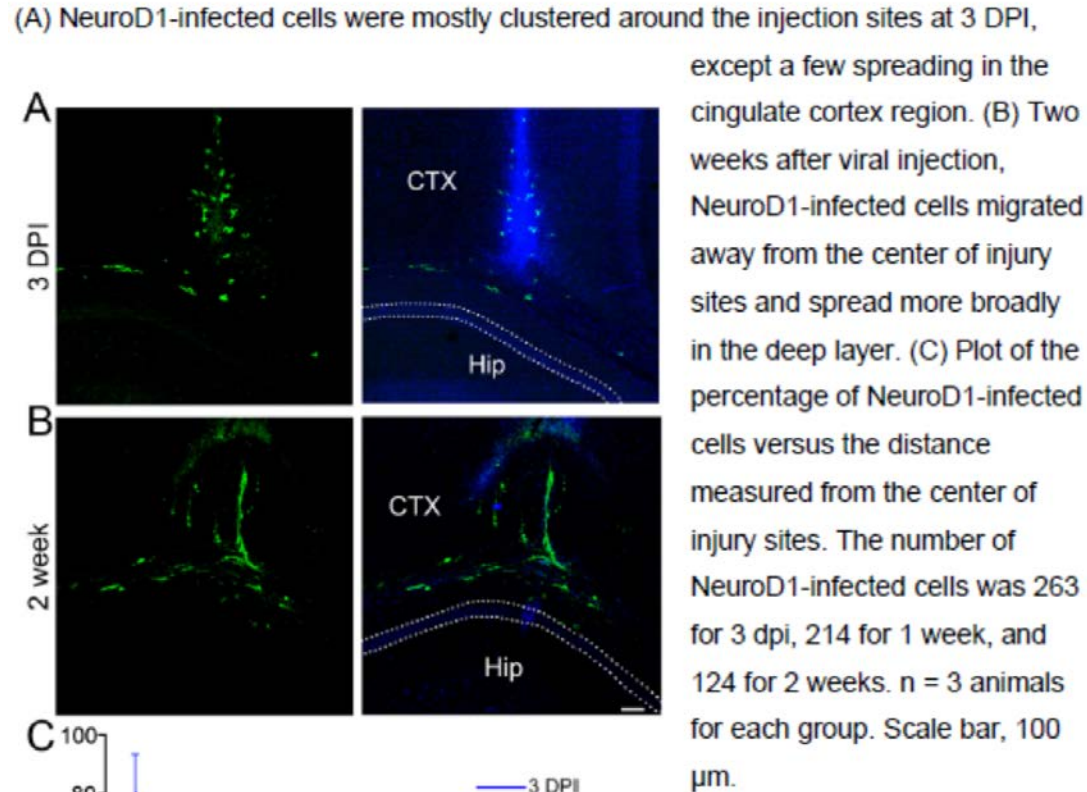 (A) NeuroD1-infected cells were mostly clustered around the injection sites at 3 DPI,
except a few spreading in the
cingulate cortex region. (B) Two
weeks after viral injection,
NeuroD1-infected cells migrated
away from the center of injury
sites and spread more broadly
in the deep layer. (C) Plot of the
percentage of NeuroD1-infected
cells versus the distance
measured from the center of
injury sites. The number of
NeuroD1-infected cells was 263
for 3 dpi, 214 for 1 week, and
124 for 2 weeks. n = 3 animals
for each group. Scale bar, 100
µm.
A
3 DPI
CTX
Hip
B
2 week
CTX
Hip
C
100
80
3 DPI